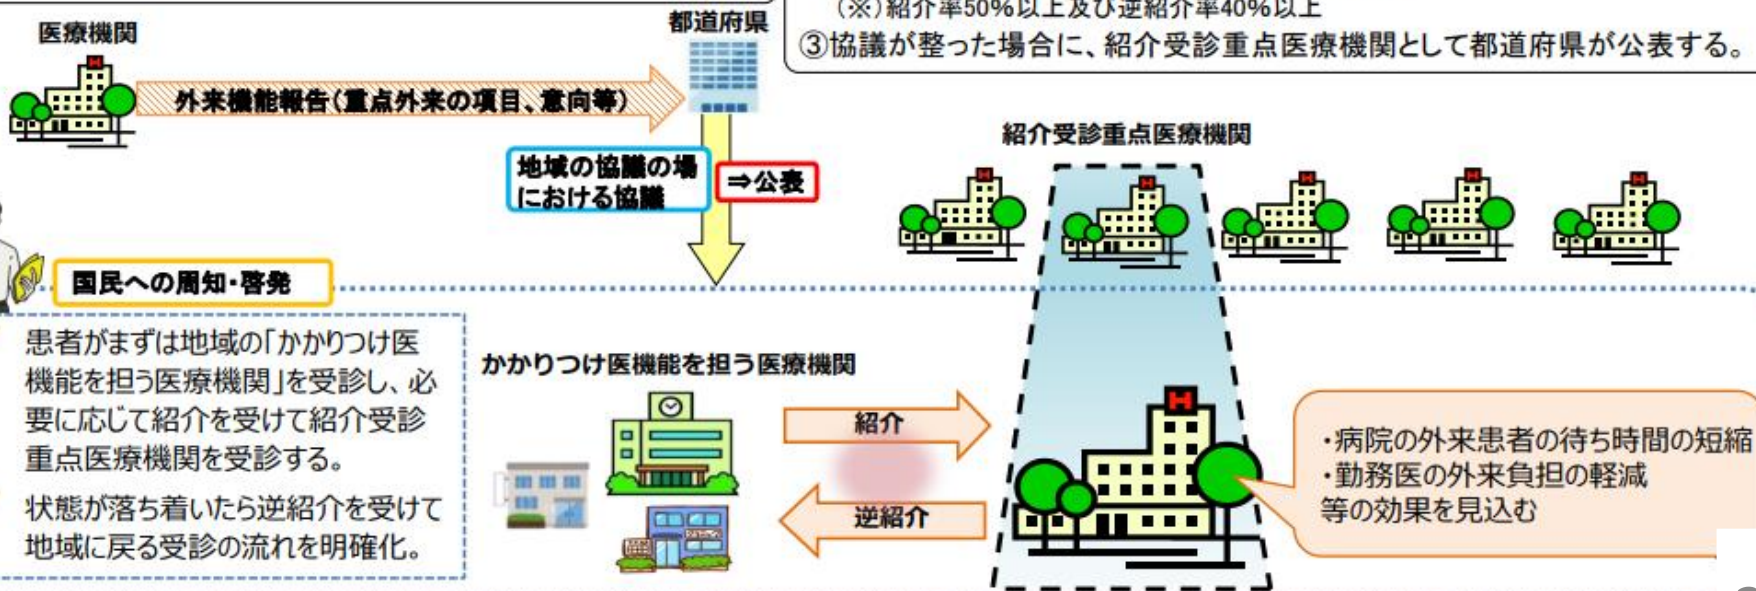 (※)紹介率50%以上及び逆紹介率40%以上
③協議が整った場合に、紹介受診重点医療機関として都道府県が公表する。
医療機関
都道府県
外来機能報告(重点外来の項目、意向等)
地域の協議の場
における協議
⇒公表
紹介受診重点医療機関
国民への周知・啓発
患者がまずは地域の「かかりつけ医
機能を担う医療機関」を受診し、必
要に応じて紹介を受けて紹介受診
重点医療機関を受診する。
状態が落ち着いたら逆紹介を受けて
地域に戻る受診の流れを明確化。
かかりつけ医機能を担う医療機関
紹介
逆紹介
・病院の外来患者の待ち時間の短縮
・勤務医の外来負担の軽減
等の効果を見込む